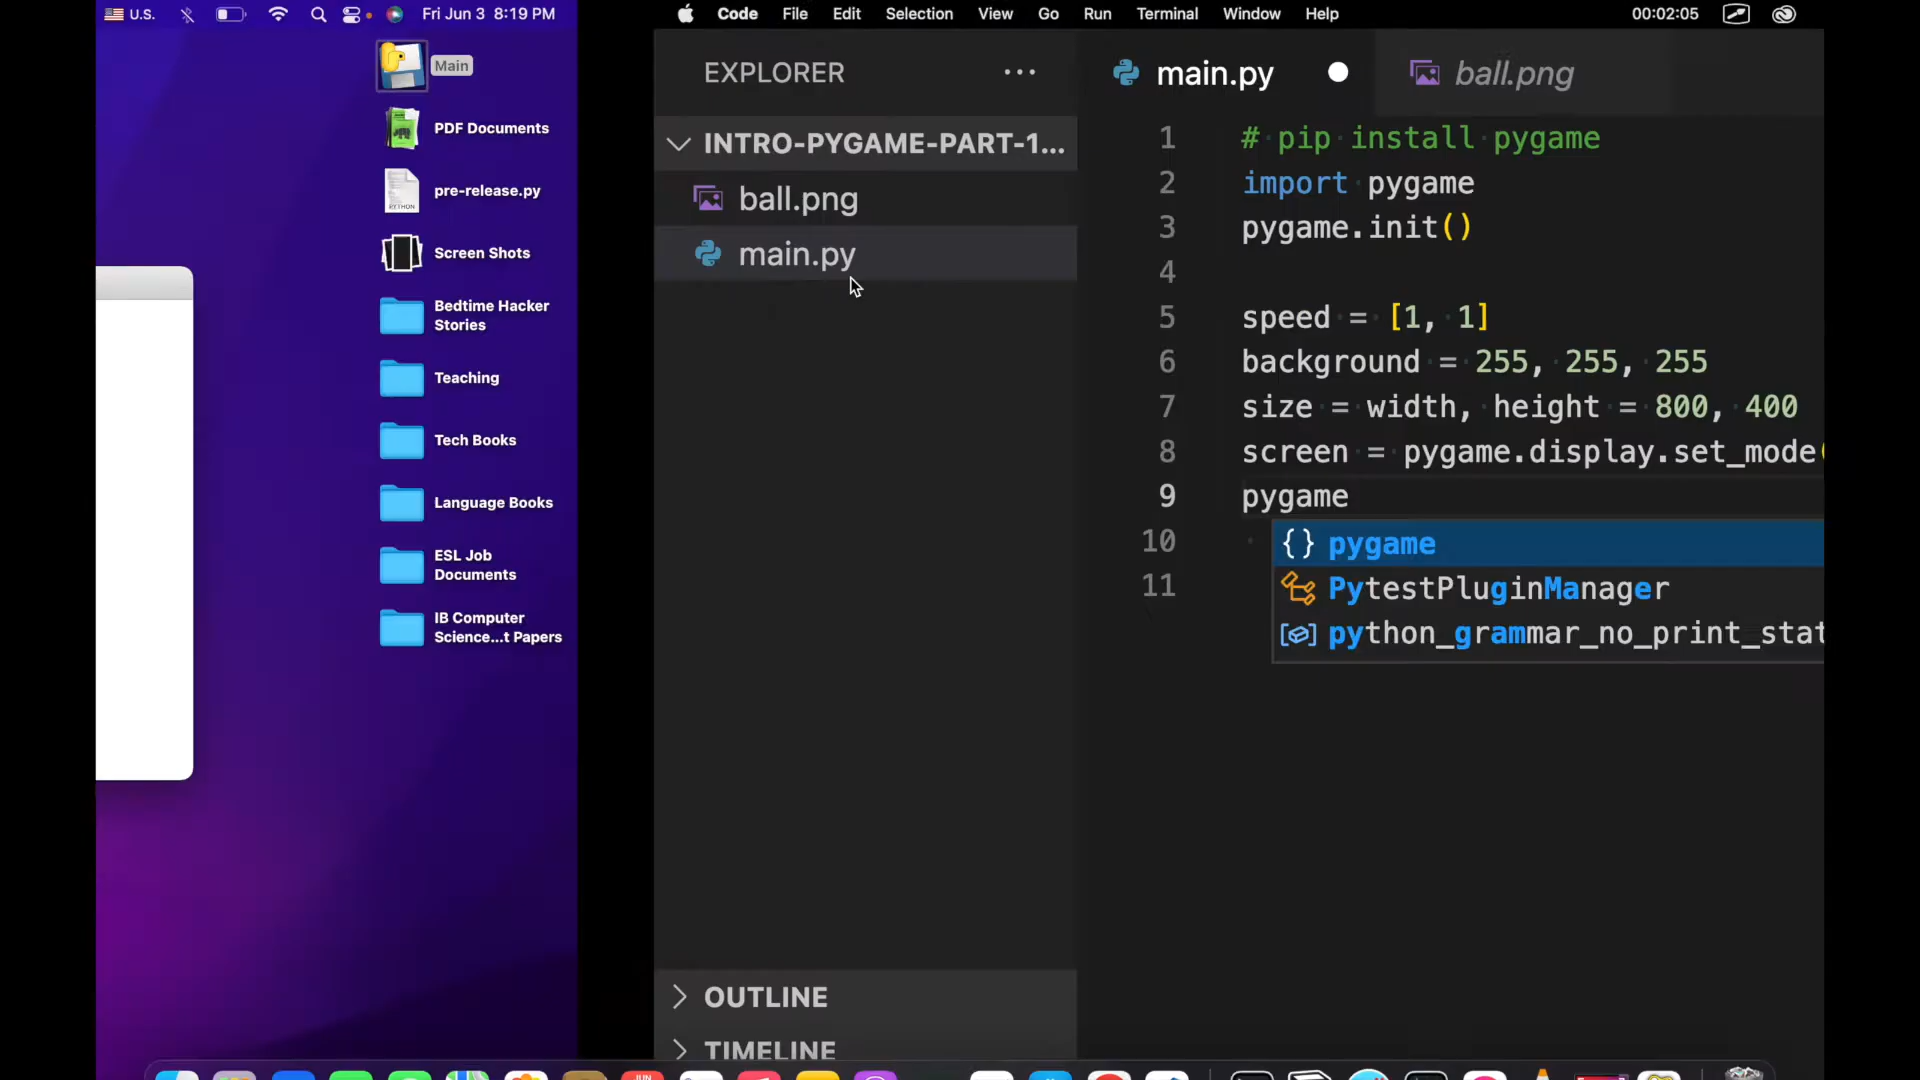 U.S.
Fri Jun 3 8:19 PM
Code File Edit Selection View Go Run Terminal Window Help
00:02:05
Main
PDF Documents
pre-release.py
PYTHON
Screen Shots
Bedtime Hacker
Stories
Teaching
Tech Books
Language Books
ESL Job
Documents
IB Computer
Science...t Papers
EXPLORER
INTRO-PYGAME-PART-1...
ball.png
main.py
OUTLINE
TIMELINE
main.py
ball.png
1 # pip install pygame
2 import pygame
3 pygame.init()
4
5 speed = [1, 1]
6 background = 255, 255, 255
7 size = width, height = 800, 400
8 screen = pygame.display.set_mode(
9 pygame
10
11
{} pygame
PytestPluginManager
python_grammar_no_print_stat
JUN